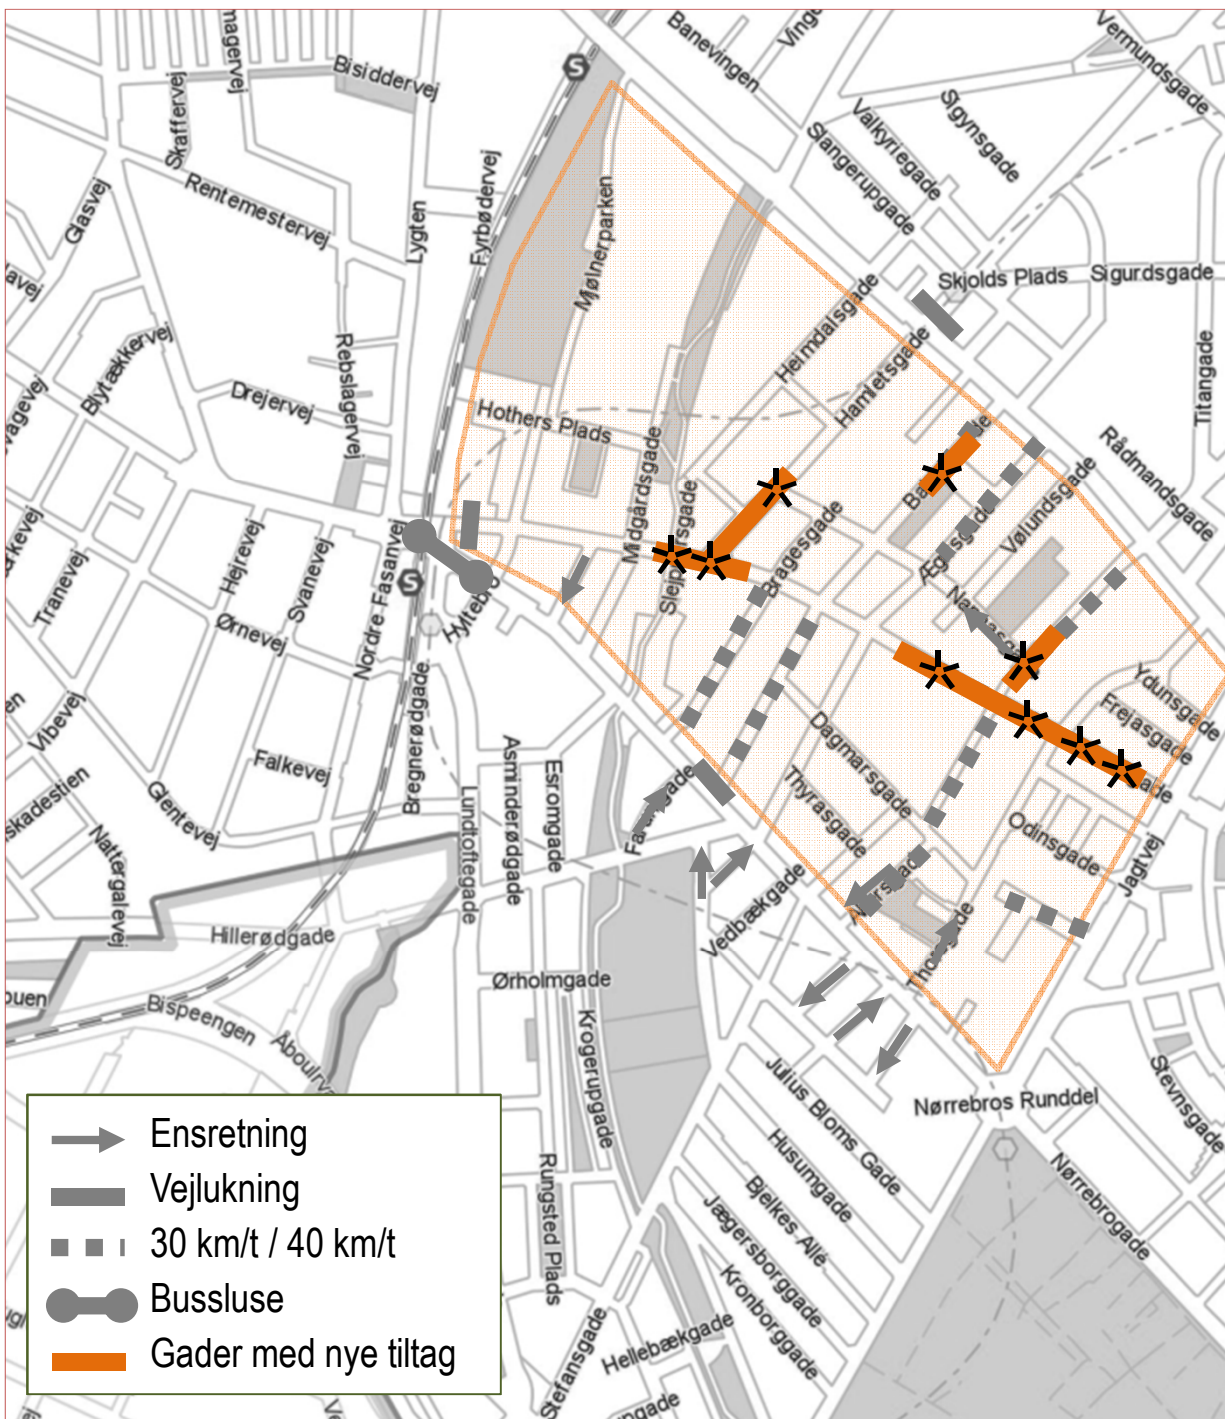 Banevingen
Vermundsgade
Bisiddervej
Skaffervej
Sigynsgade
Valkyriegade
Slangerupgade
Glasvej
Rentemestervej
Lygten
Fyrbødervej
Mjølnerparken
Skjolds Plads
Sigurdsgade
Titangade
Heimdalsgade
Hamletsgade
Blytækkervej
Rebslagervej
Drejervej
Hothers Plads
Rådmandsgade
Midgårdsgade
Bragesgade
Vølundsgade
Tranevej
Hejrevej
Svanevej
Ørnevej
Nordre Fasanvej
Bregnerødgade
Vibevej
Falkevej
Glentevej
Nattergalevej
Lundtoftegade
Asminderødgade
Esromgade
Dagmarsgade
Thyrasgade
Ydunsgade
Frejasgade
Odinsgade
Jagtvej
Vedbækgade
Hillerødgade
Bispeengen
Ørholmgade
Krogerupgade
Julius Bloms Gade
Husumgade
Bjelkes Allé
Jægersborggade
Kronborggade
Nørrebros Runddel
Nørrebrogade
Stevnsgade
Rungsted Plads
Stefansgade
Hellebækgade
S
S
Ensretning
Vejlukning
30 km/t / 40 km/t
Bussluse
Gader med nye tiltag